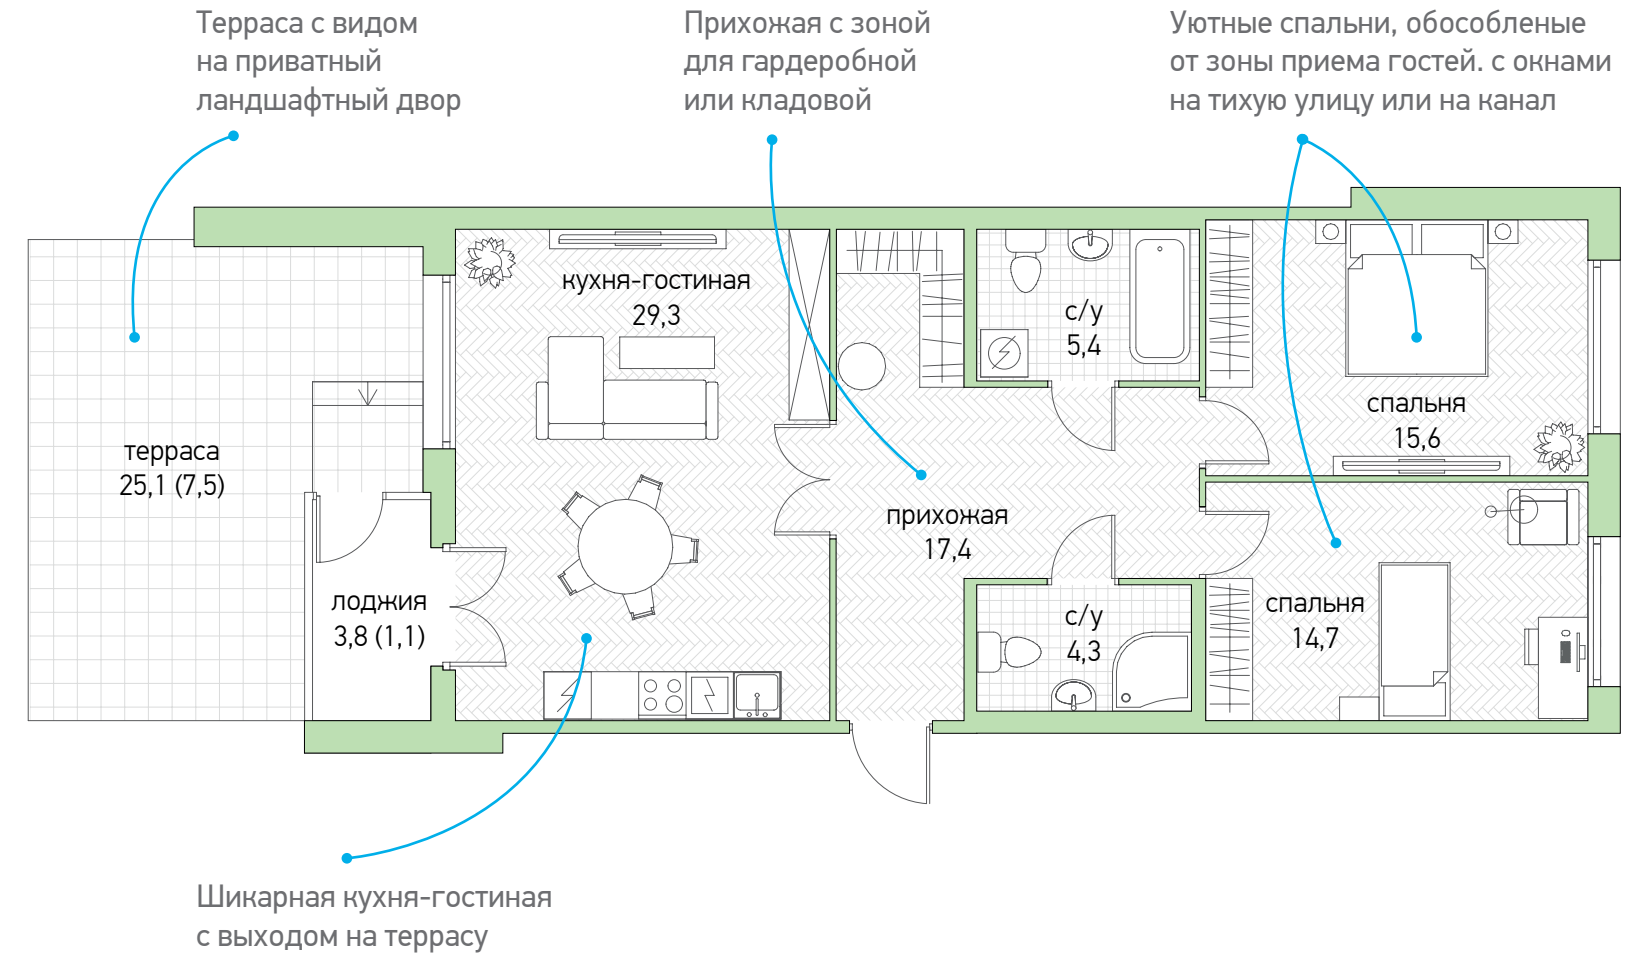 Терраса с видом
на приватный
ландшафтный двор
Прихожая с зоной
для гардеробной
или кладовой
Уютные спальни, обособленые
от зоны приема гостей. с окнами
на тихую улицу или на канал
кухня-гостиная
29,3
с/у
5,4
спальня
15,6
терраса
25,1 (7,5)
прихожая
17,4
лоджия
3,8 (1,1)
с/у
4,3
спальня
14,7
Шикарная кухня-гостиная
с выходом на террасу